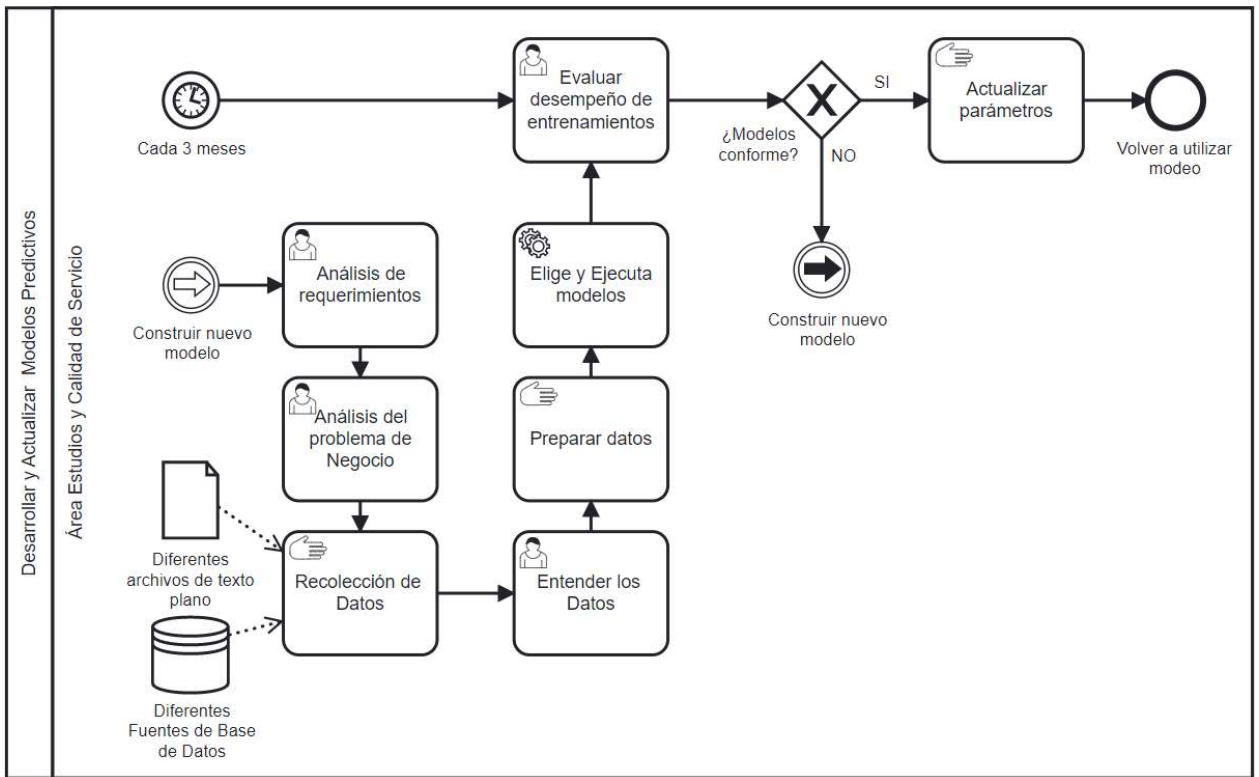 Desarrollar y Actualizar Modelos Predictivos
Área Estudios y Calidad de Servicio
Cada 3 meses
Evaluar
desempeño de
entrenamientos
¿Modelos
conforme?
SI
NO
Actualizar
parámetros
Volver a utilizar
modeo
Construir nuevo
modelo
Análisis de
requerimientos
Elige y Ejecuta
modelos
Construir nuevo
modelo
Análisis del
problema de
Negocio
Preparar datos
Diferentes
archivos de texto
plano
Recolección de
Datos
Entender los
Datos
Diferentes
Fuentes de Base
de Datos